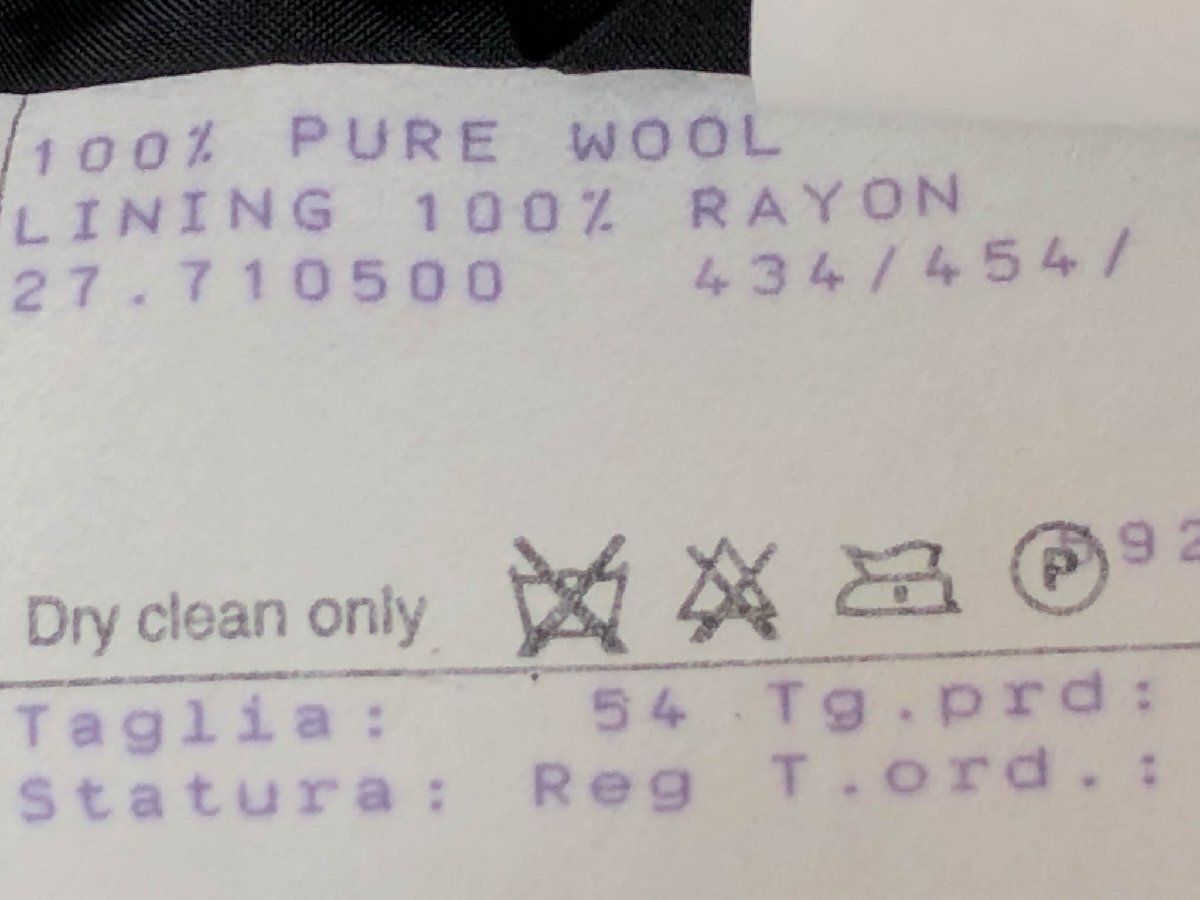 100% PURE WOOL
LINING 100% RAYON
27.710500 434/454/
Dry clean only P 592
Taglia: 54 Tg.prd:
Statura: Reg T.ord.: